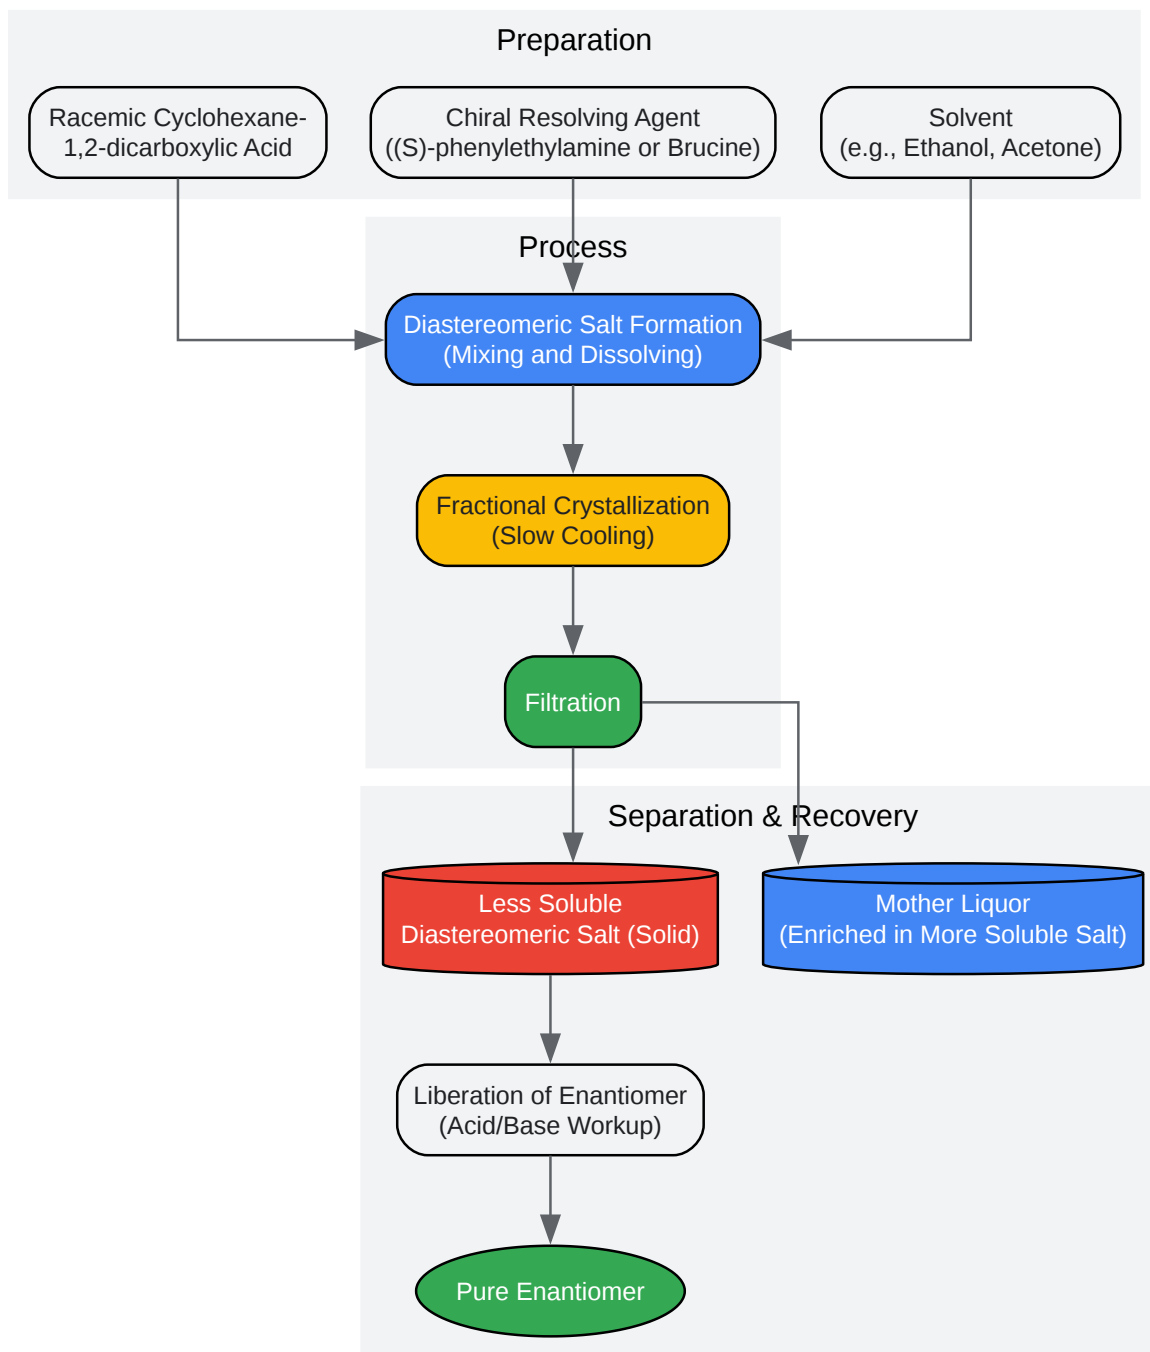 Preparation
Racemic Cyclohexane-
1,2-dicarboxylic Acid
Chiral Resolving Agent
((S)-phenylethylamine or Brucine)
Solvent
(e.g., Ethanol, Acetone)
Process
Diastereomeric Salt Formation
(Mixing and Dissolving)
Fractional Crystallization
(Slow Cooling)
Filtration
Separation & Recovery
Less Soluble
Diastereomeric Salt (Solid)
Mother Liquor
(Enriched in More Soluble Salt)
Liberation of Enantiomer
(Acid/Base Workup)
Pure Enantiomer